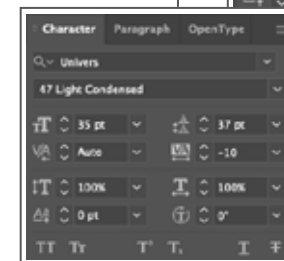 Character Paragraph OpenType
Univers
47 Light Condensed
35 pt 37 pt
Auto -10
100% 100%
0 pt 0°
TT Tr T¹ T₁ T Ŧ